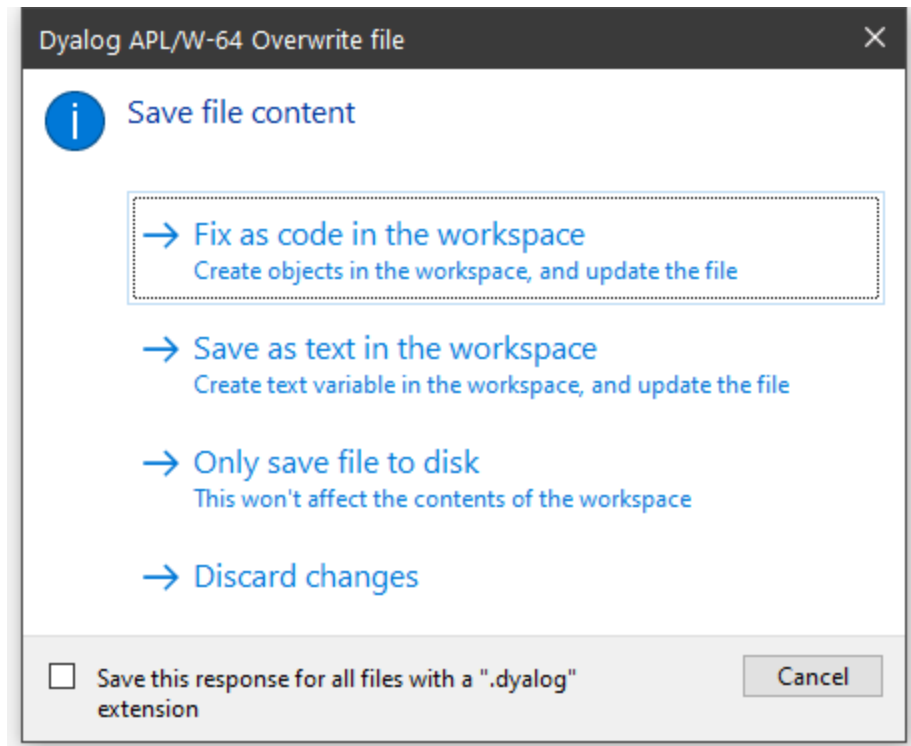 Dyalog APL/W-64 Overwrite file
Save file content
Fix as code in the workspace
Create objects in the workspace, and update the file
Save as text in the workspace
Create text variable in the workspace, and update the file
Only save file to disk
This won't affect the contents of the workspace
Discard changes
Save this response for all files with a ".dyalog"
extension
Cancel